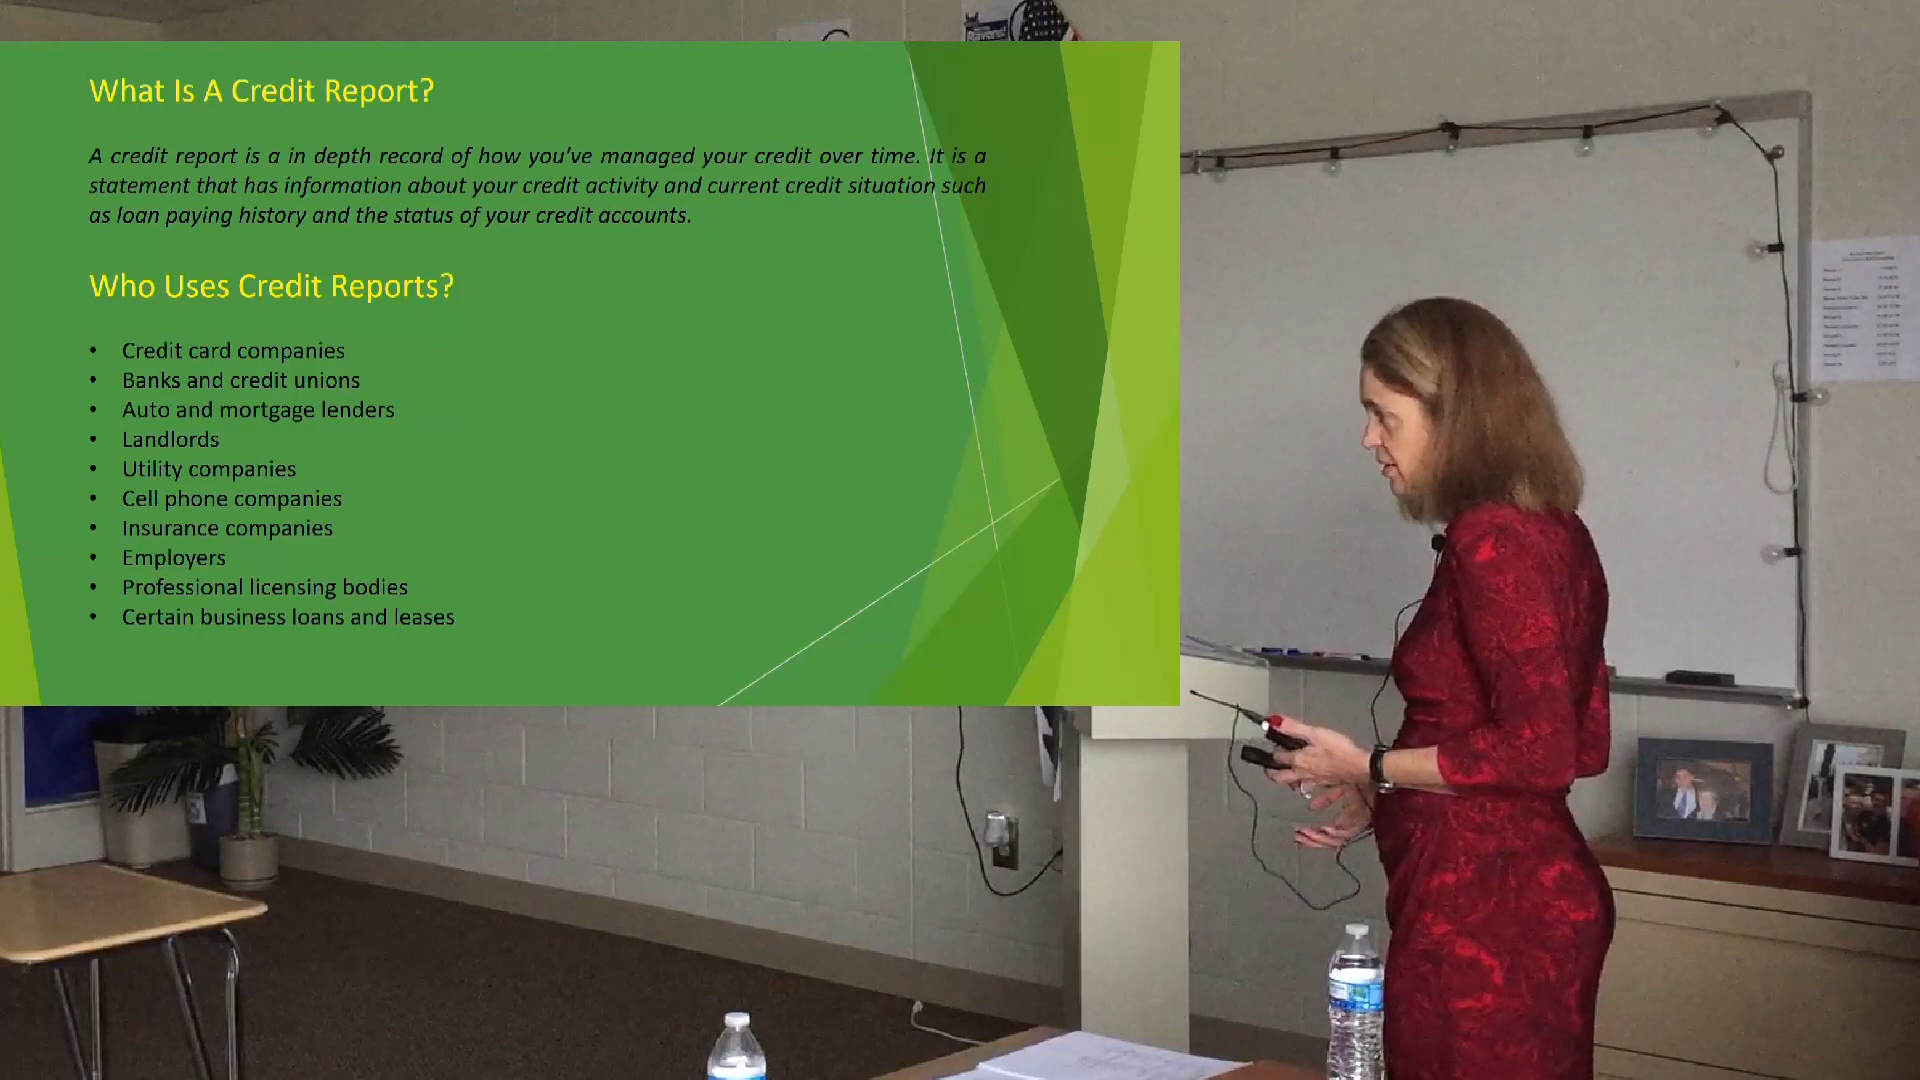 What Is A Credit Report?
A credit report is a in depth record of how you've managed your credit over time. It is a
statement that has information about your credit activity and current credit situation such
as loan paying history and the status of your credit accounts.
Who Uses Credit Reports?
• Credit card companies
• Banks and credit unions
• Auto and mortgage lenders
• Landlords
• Utility companies
• Cell phone companies
• Insurance companies
• Employers
• Professional licensing bodies
• Certain business loans and leases